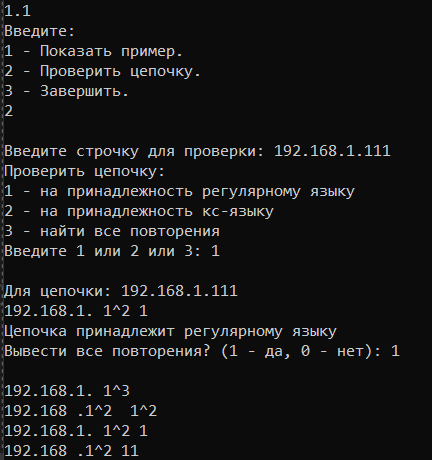 1.1
Введите:
1 - Показать пример.
2 - Проверить цепочку.
3 - Завершить.
2
Введите строчку для проверки: 192.168.1.111
Проверить цепочку:
1 - на принадлежность регулярному языку
2 - на принадлежность кс-языку
3 - найти все повторения
Введите 1 или 2 или 3: 1
Для цепочки: 192.168.1.111
192.168.1. 1^2 1
Цепочка принадлежит регулярному языку
Вывести все повторения? (1 - да, 0 - нет): 1
192.168.1. 1^3
192.168 .1^2  1^2
192.168.1. 1^2 1
192.168 .1^2 11